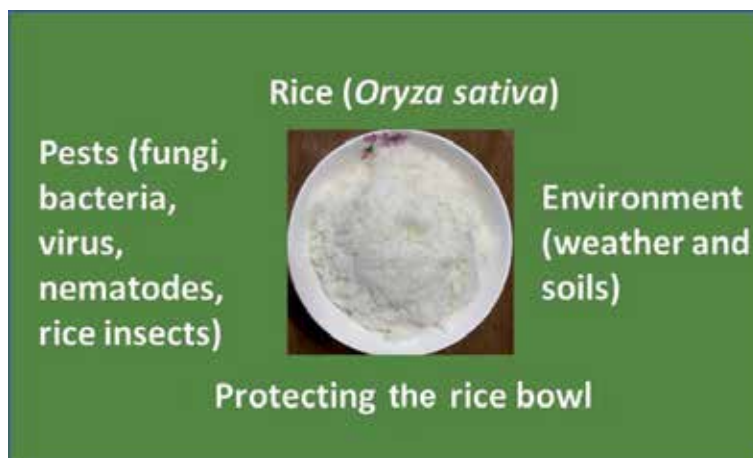 Rice (Oryza sativa)
Pests (fungi,
bacteria,
virus,
nematodes,
rice insects)
Environment
(weather and
soils)
Protecting the rice bowl